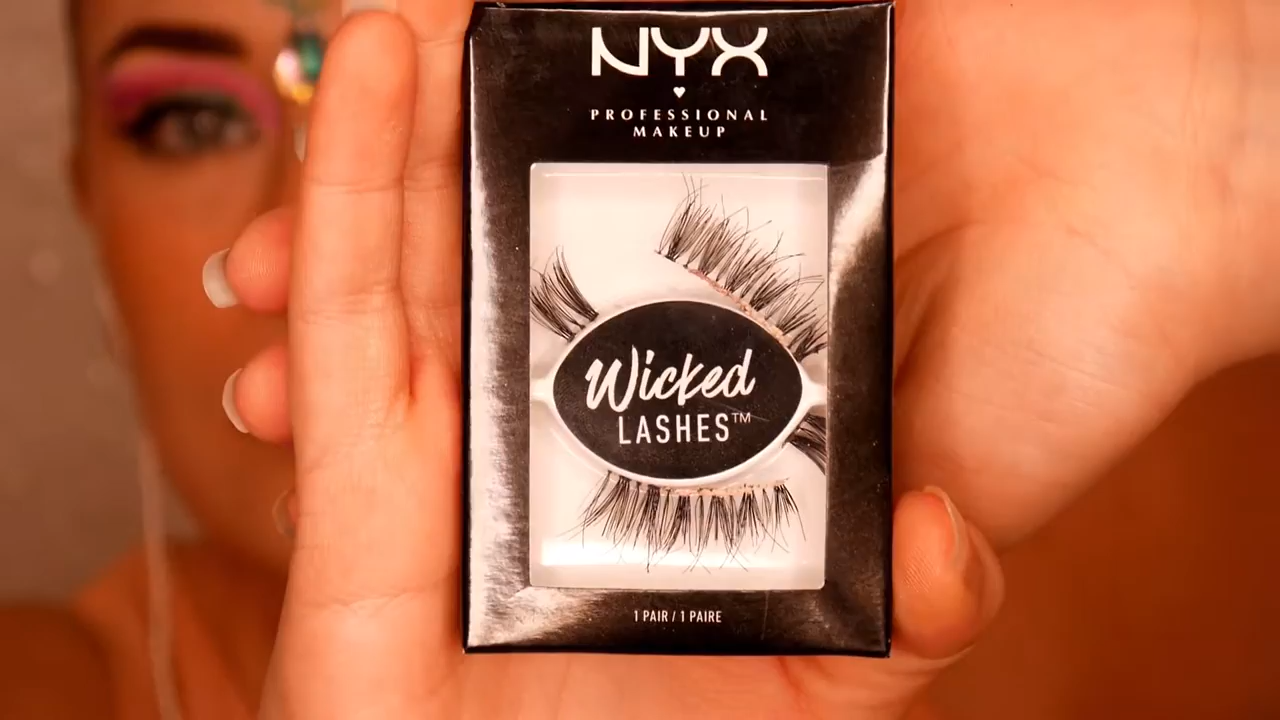 NYX
PROFESSIONAL
MAKEUP
Wicked
LASHES™
1 PAIR / 1 PAIRE